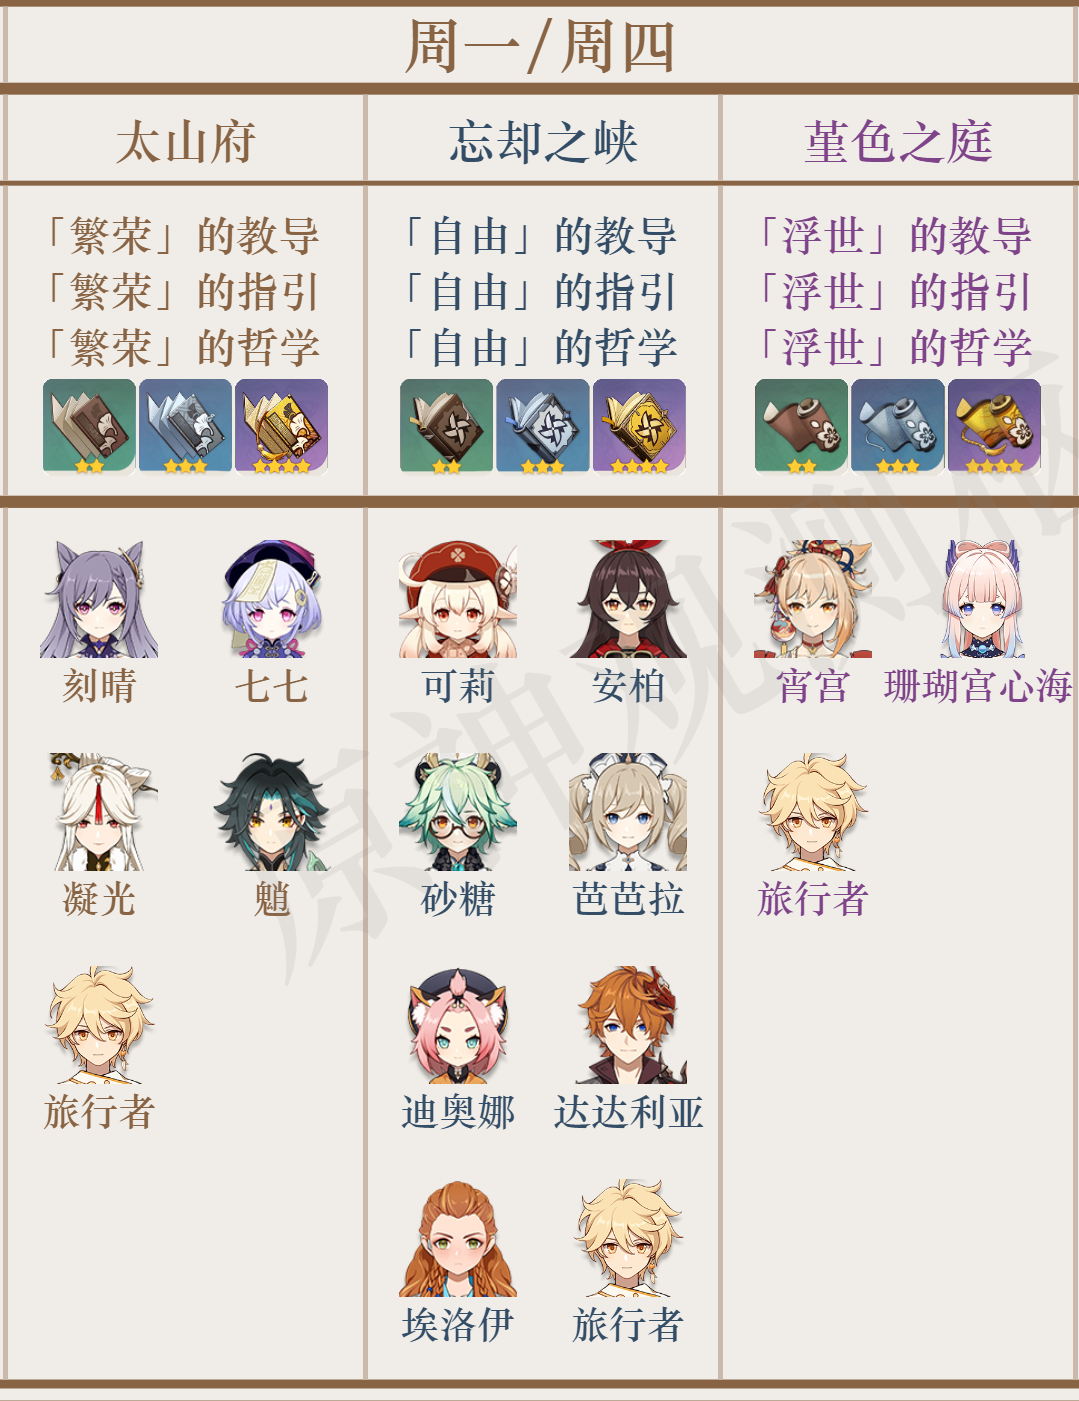 周一/周四
太山府
忘却之峡
堇色之庭
「繁荣」的教导
「繁荣」的指引
「繁荣」的哲学
「自由」的教导
「自由」的指引
「自由」的哲学
「浮世」的教导
「浮世」的指引
「浮世」的哲学
刻晴
七七
可莉
安柏
宵宫
珊瑚宫心海
凝光
魈
砂糖
芭芭拉
旅行者
旅行者
迪奥娜
达达利亚
埃洛伊
旅行者
原神观测